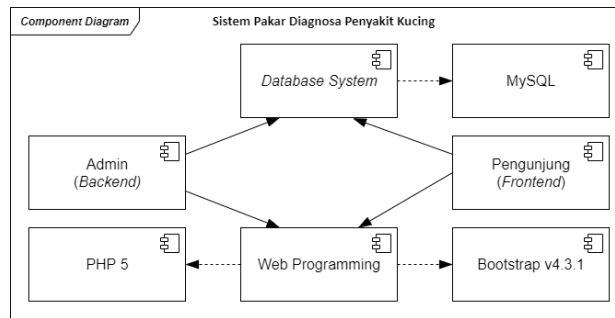 Component Diagram
Sistem Pakar Diagnosa Penyakit Kucing
Database System
MySQL
Admin
(Backend)
Pengunjung
(Frontend)
PHP 5
Web Programming
Bootstrap v4.3.1